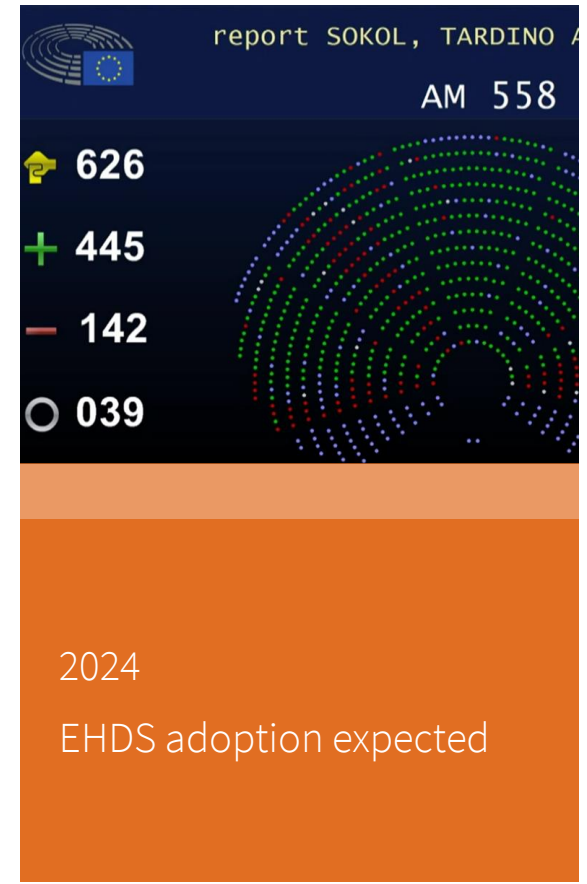 report SOKOL, TARDINO A
AM 558
626
+ 445
– 142
039
2024
EHDS adoption expected